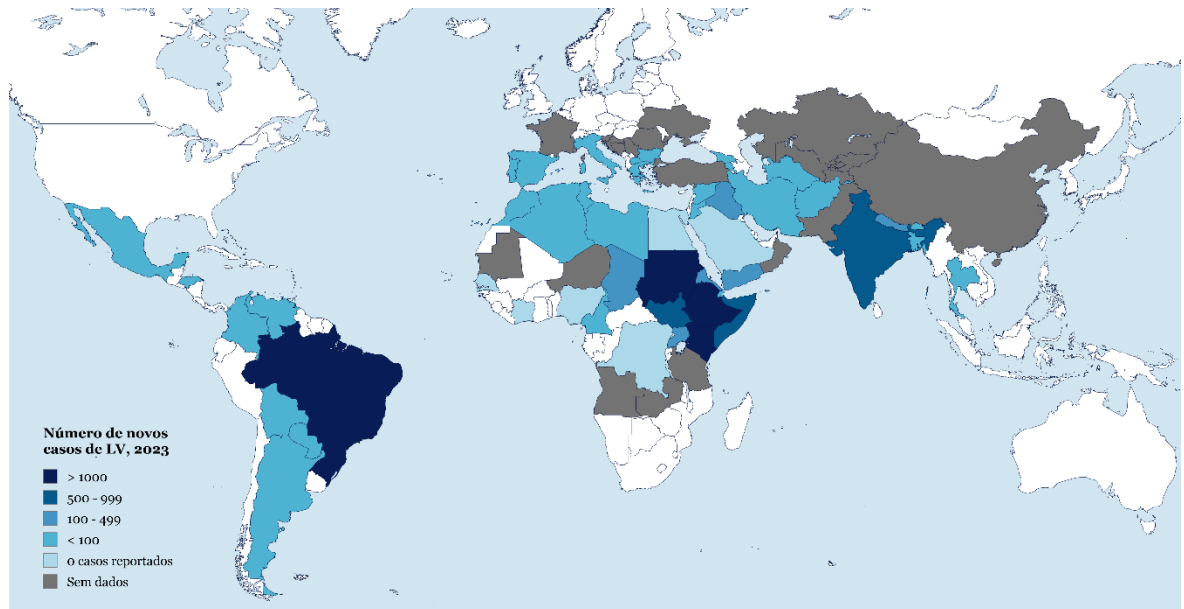 Número de novos
casos de LV, 2023
> 1000
500 - 999
100 - 499
< 100
0 casos reportados
Sem dados